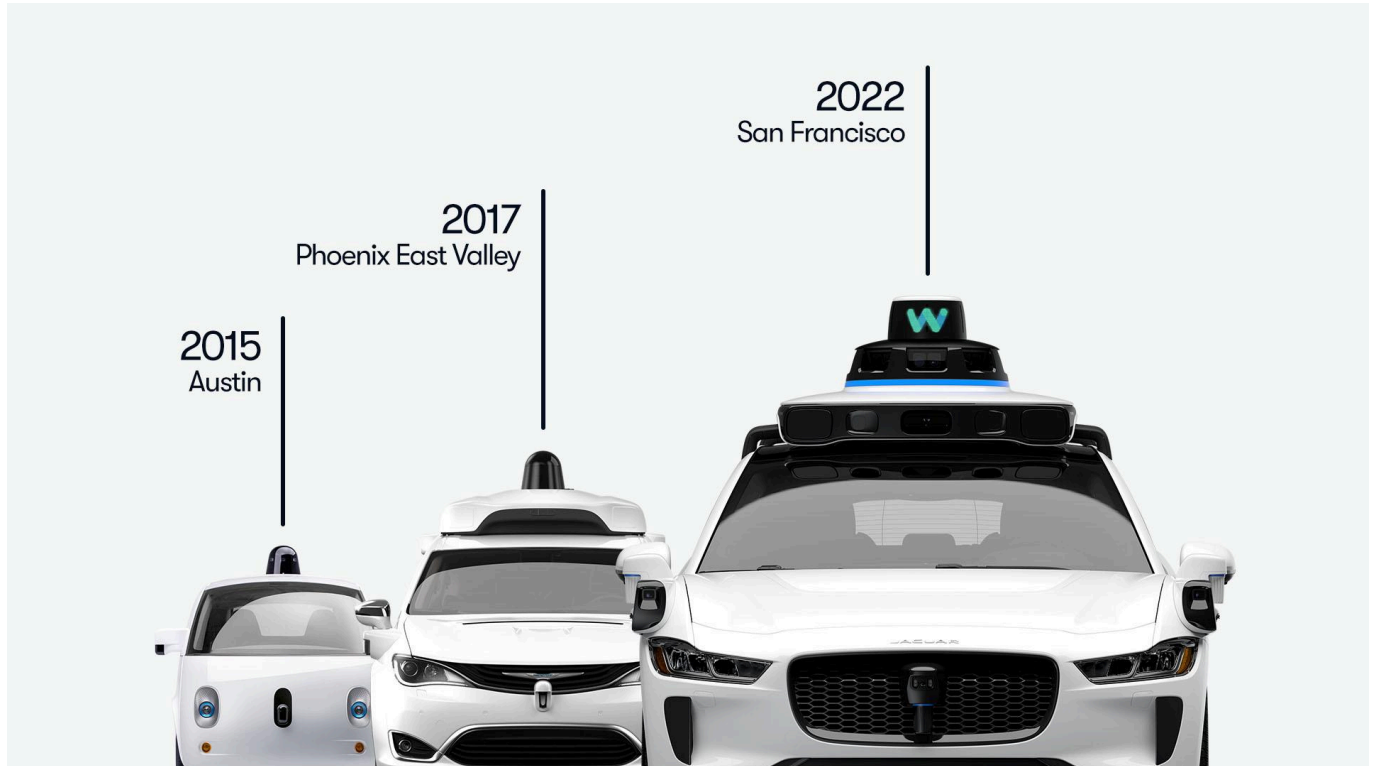 2015
Austin
2017
Phoenix East Valley
2022
San Francisco
W
JAGUAR